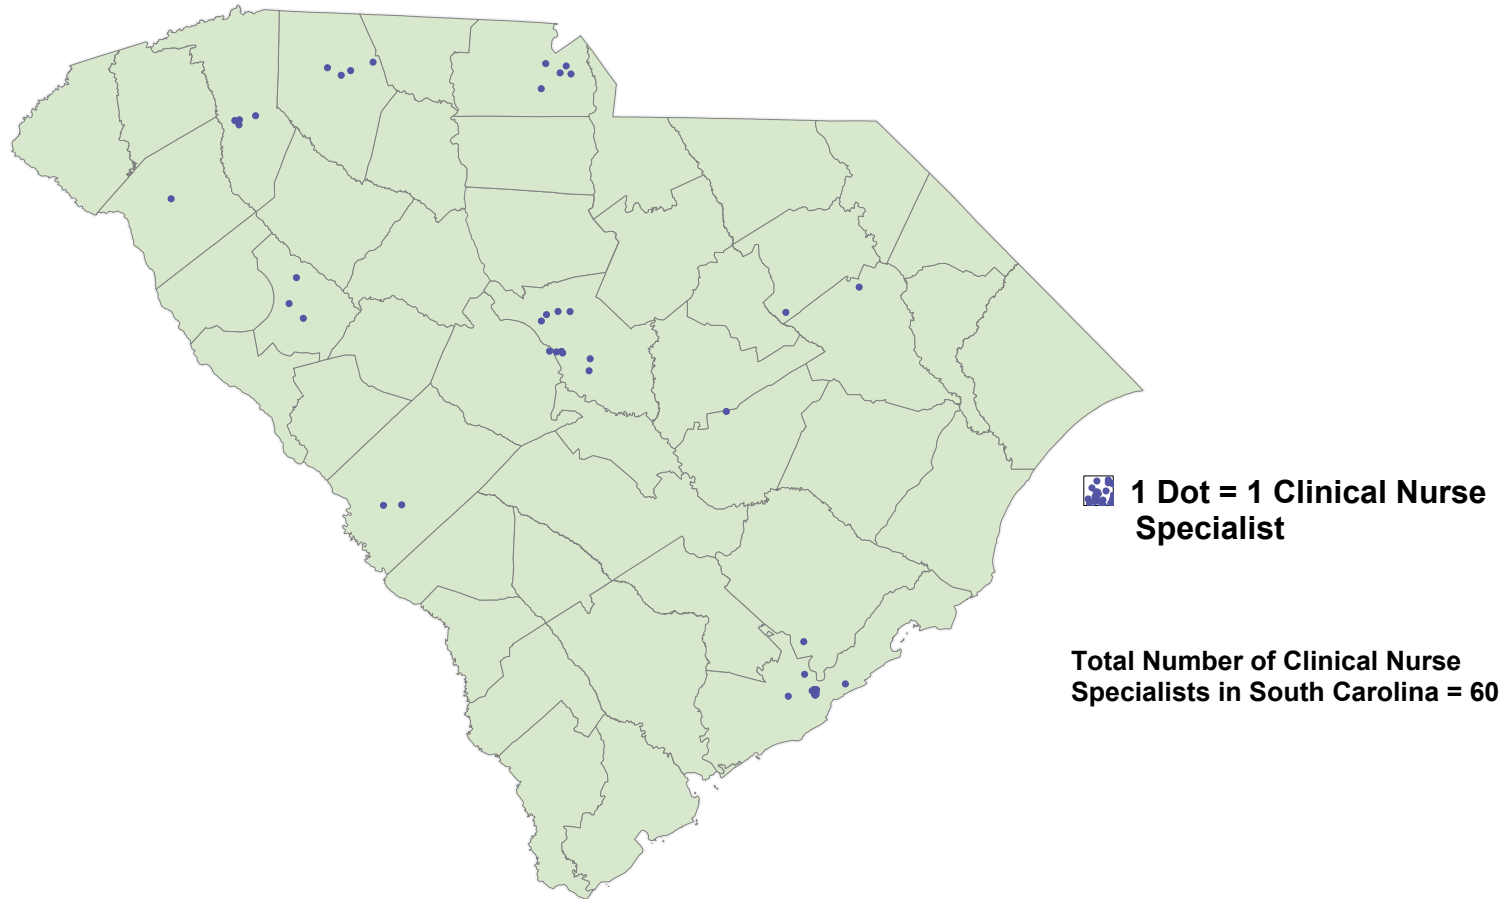 1 Dot = 1 Clinical Nurse
Specialist
Total Number of Clinical Nurse
Specialists in South Carolina = 60